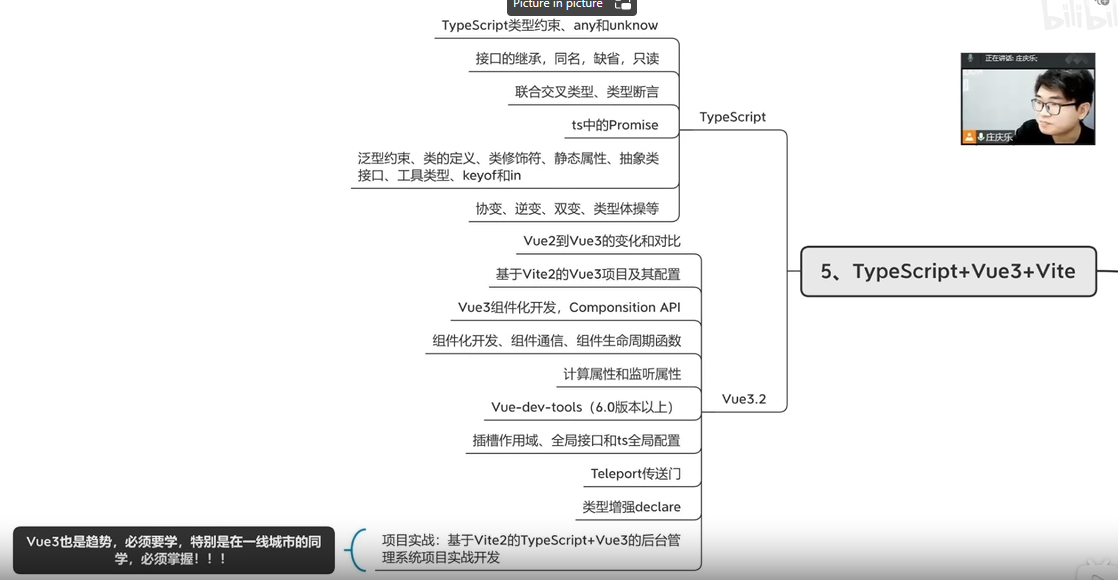 Picture in picture
bilibili
TypeScript类型约束、any和unknow
接口的继承，同名，缺省，只读
联合交叉类型、类型断言
ts中的Promise
泛型约束、类的定义、类修饰符、静态属性、抽象类
接口、工具类型、keyof和in
协变、逆变、双变、类型体操等
TypeScript
正在讲话: 庄庆乐;
庄庆乐
Vue2到Vue3的变化和对比
基于Vite2的Vue3项目及其配置
Vue3组件化开发，Componsition API
组件化开发、组件通信、组件生命周期函数
计算属性和监听属性
Vue-dev-tools（6.0版本以上）
插槽作用域、全局接口和ts全局配置
Teleport传送门
类型增强declare
项目实战：基于Vite2的TypeScript+Vue3的后台管
理系统项目实战开发
Vue3.2
5、TypeScript+Vue3+Vite
Vue3也是趋势，必须要学，特别是在一线城市的同
学，必须掌握！！！